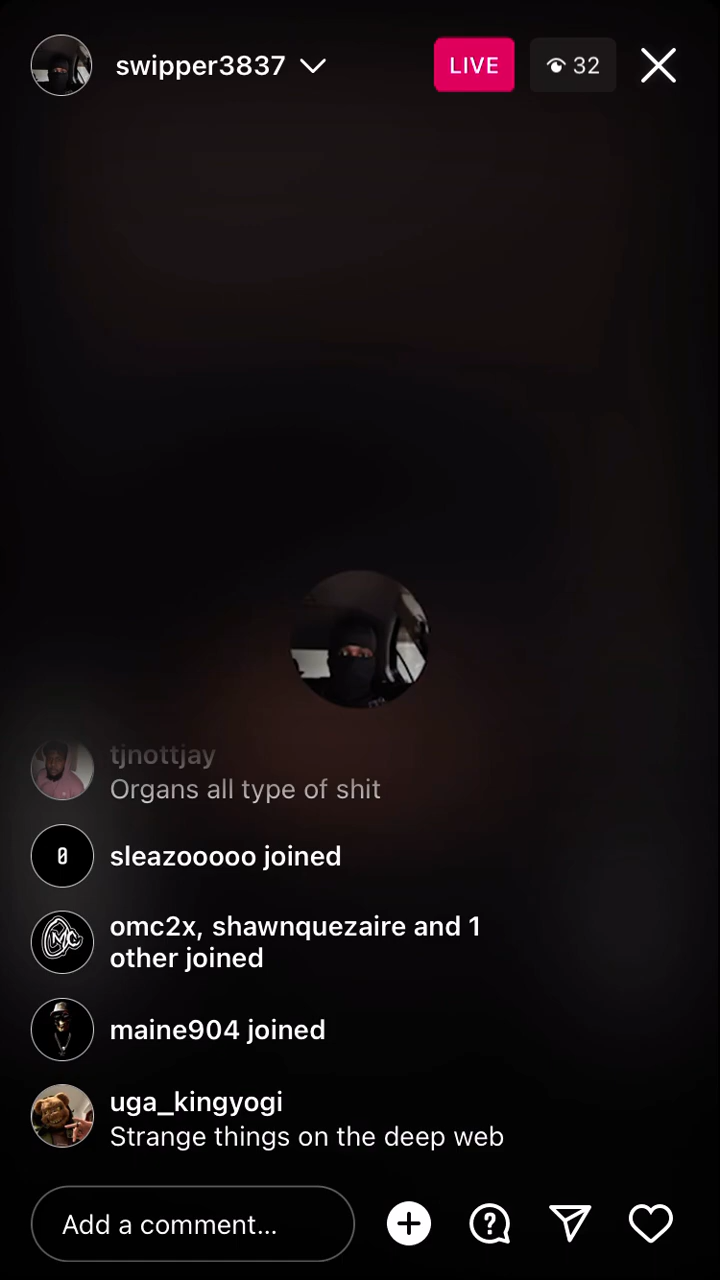 swipper3837
LIVE
32
tjnottjay
Organs all type of shit
sleazooooo joined
omc2x, shawnquezaire and 1
other joined
maine904 joined
uga_kingyogi
Strange things on the deep web
Add a comment...